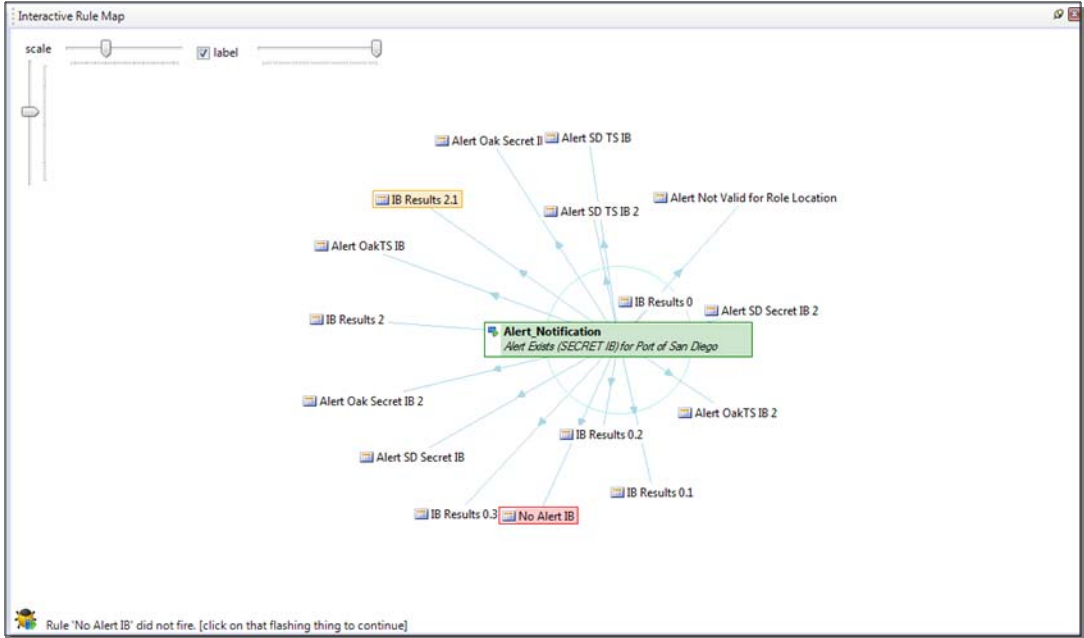 Interactive Rule Map
scale
label
Alert Oak Secret I
Alert SD TS IB
IB Results 2.1
Alert SD TS IB 2
Alert Not Valid for Role Location
Alert OakTS IB
IB Results 0
IB Results 2
Alert SD Secret IB 2
Alert_Notification
Alert Exists (SECRET IB) for Port of San Diego
Alert Oak Secret IB 2
Alert OakTS IB 2
IB Results 0.2
Alert SD Secret IB
IB Results 0.1
IB Results 0.3
No Alert IB
Rule 'No Alert IB' did not fire. [click on that flashing thing to continue]